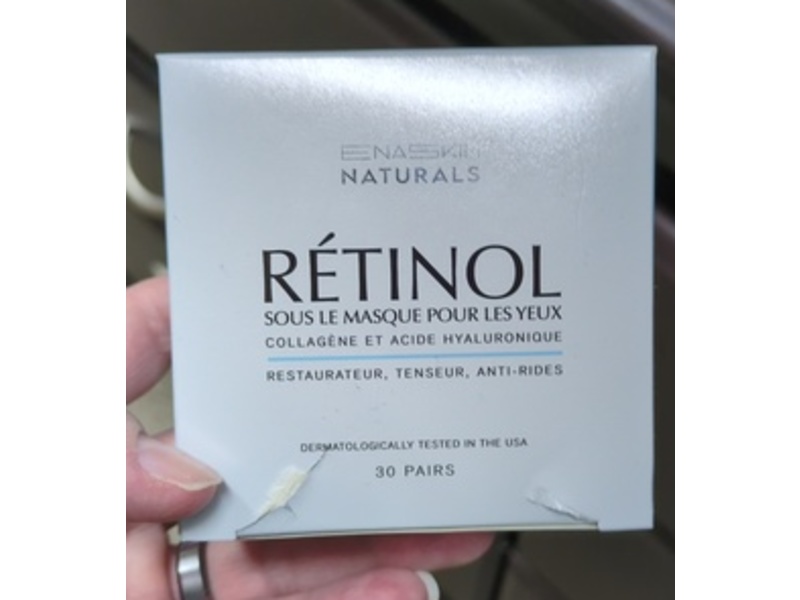 ENASKIN
NATURALS
RÉTINOL
SOUS LE MASQUE POUR LES YEUX
COLLAGÈNE ET ACIDE HYALURONIQUE
RESTAURATEUR, TENSEUR, ANTI-RIDES
DERMATOLOGICALLY TESTED IN THE USA
30 PAIRS